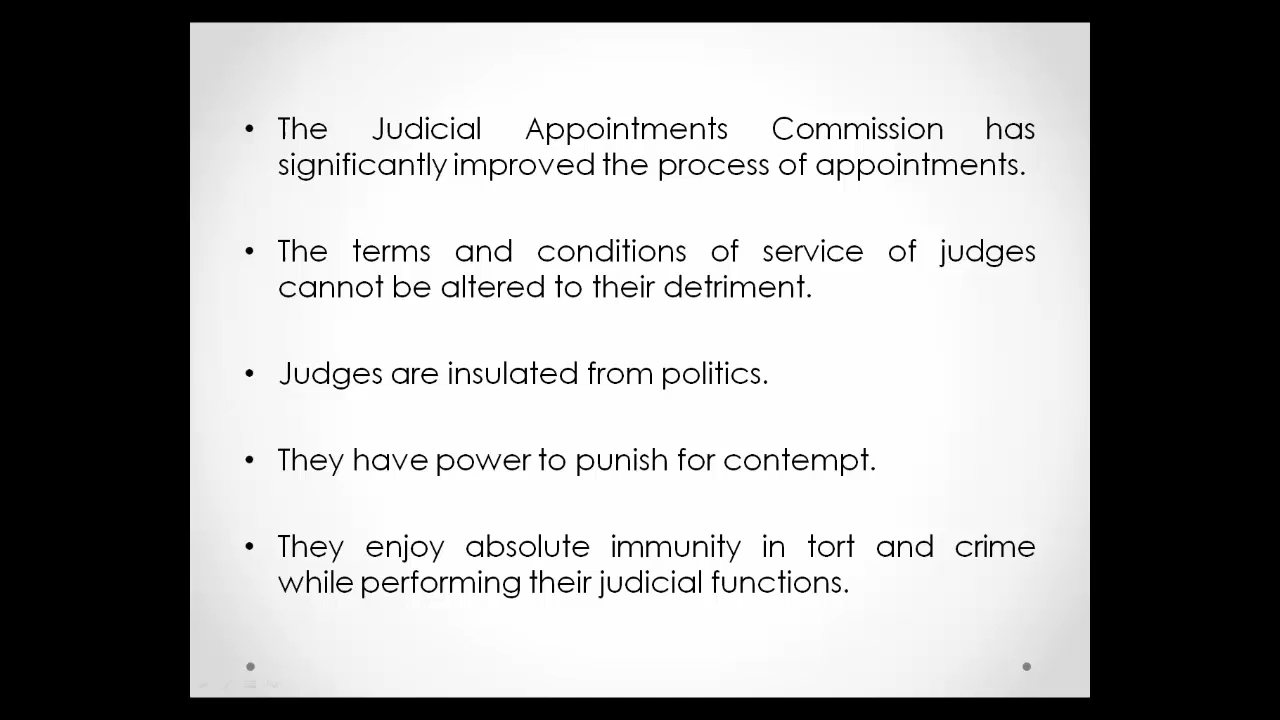 • The Judicial Appointments Commission has
significantly improved the process of appointments.
• The terms and conditions of service of judges
cannot be altered to their detriment.
• Judges are insulated from politics.
• They have power to punish for contempt.
• They enjoy absolute immunity in tort and crime
while performing their judicial functions.